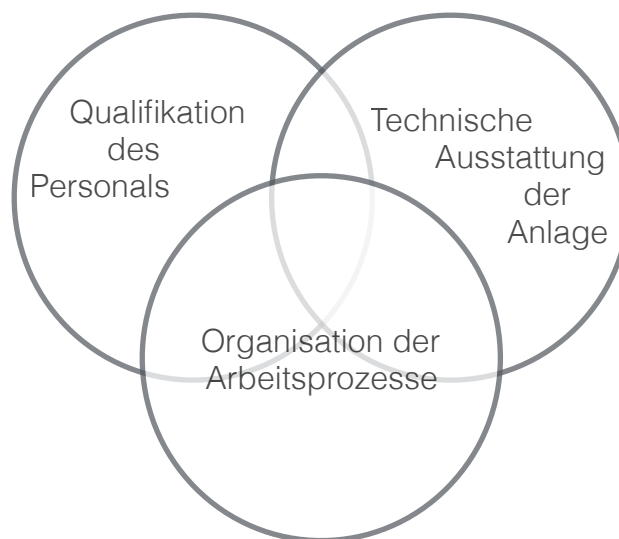 Qualifikation
des
Personals
Technische
Ausstattung
der
Anlage
Organisation der
Arbeitsprozesse